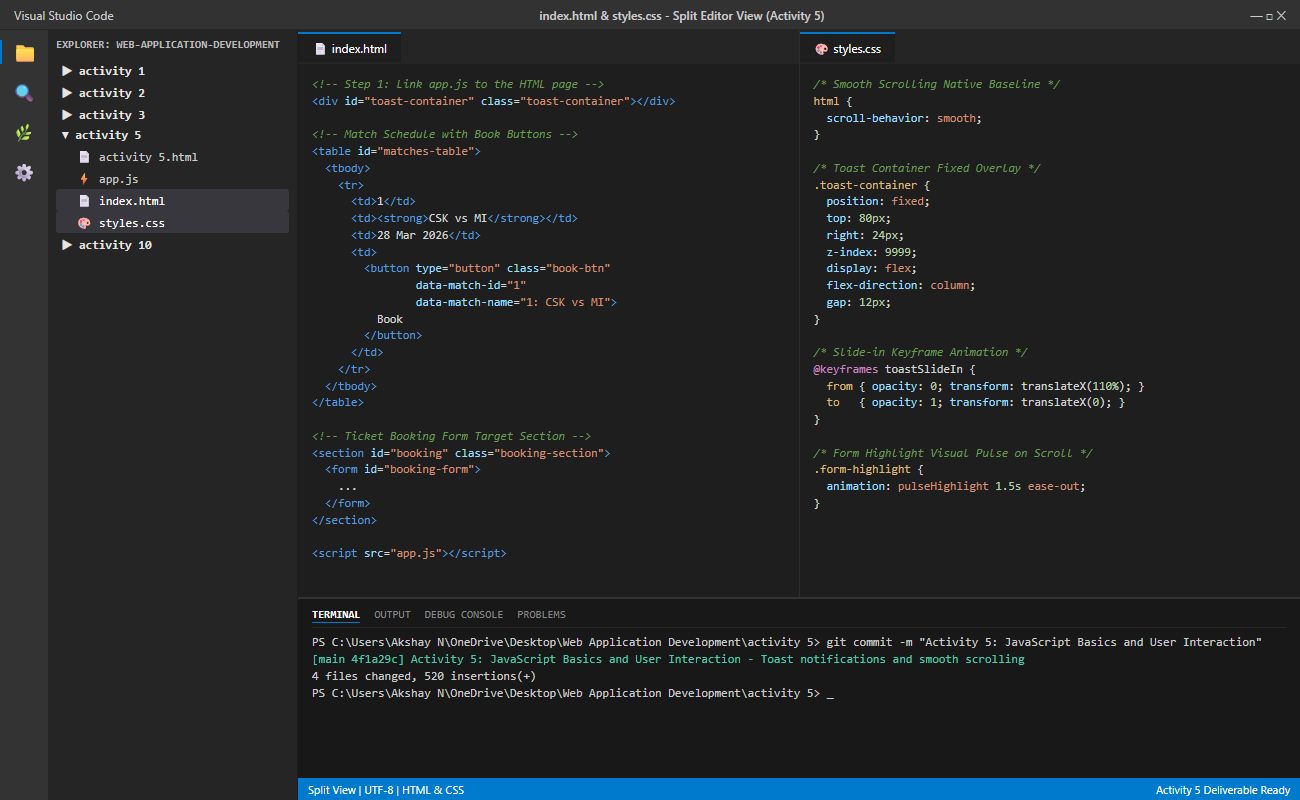 Visual Studio Code
index.html & styles.css - Split Editor View (Activity 5)
EXPLORER: WEB-APPLICATION-DEVELOPMENT
activity 1
activity 2
activity 3
activity 5
activity 5.html
app.js
index.html
styles.css
activity 10
index.html
<!-- Step 1: Link app.js to the HTML page -->
<div id="toast-container" class="toast-container"></div>
<!-- Match Schedule with Book Buttons -->
<table id="matches-table">
<tbody>
<tr>
<td>1</td>
<td><strong>CSK vs MI</strong></td>
<td>28 Mar 2026</td>
<td>
<button type="button" class="book-btn"
data-match-id="1"
data-match-name="1: CSK vs MI">
Book
</button>
</td>
</tr>
</tbody>
</table>
<!-- Ticket Booking Form Target Section -->
<section id="booking" class="booking-section">
<form id="booking-form">
...
</form>
</section>
<script src="app.js"></script>
styles.css
/* Smooth Scrolling Native Baseline */
html {
scroll-behavior: smooth;
}
/* Toast Container Fixed Overlay */
.toast-container {
position: fixed;
top: 80px;
right: 24px;
z-index: 9999;
display: flex;
flex-direction: column;
gap: 12px;
}
/* Slide-in Keyframe Animation */
@keyframes toastSlideIn {
from { opacity: 0; transform: translateX(110%); }
to   { opacity: 1; transform: translateX(0); }
}
/* Form Highlight Visual Pulse on Scroll */
.form-highlight {
animation: pulseHighlight 1.5s ease-out;
}
TERMINAL OUTPUT DEBUG CONSOLE PROBLEMS
PS C:\Users\Akshay N\OneDrive\Desktop\Web Application Development\activity 5> git commit -m "Activity 5: JavaScript Basics and User Interaction"
[main 4f1a29c] Activity 5: JavaScript Basics and User Interaction - Toast notifications and smooth scrolling
4 files changed, 520 insertions(+)
PS C:\Users\Akshay N\OneDrive\Desktop\Web Application Development\activity 5> _
Split View | UTF-8 | HTML & CSS
Activity 5 Deliverable Ready